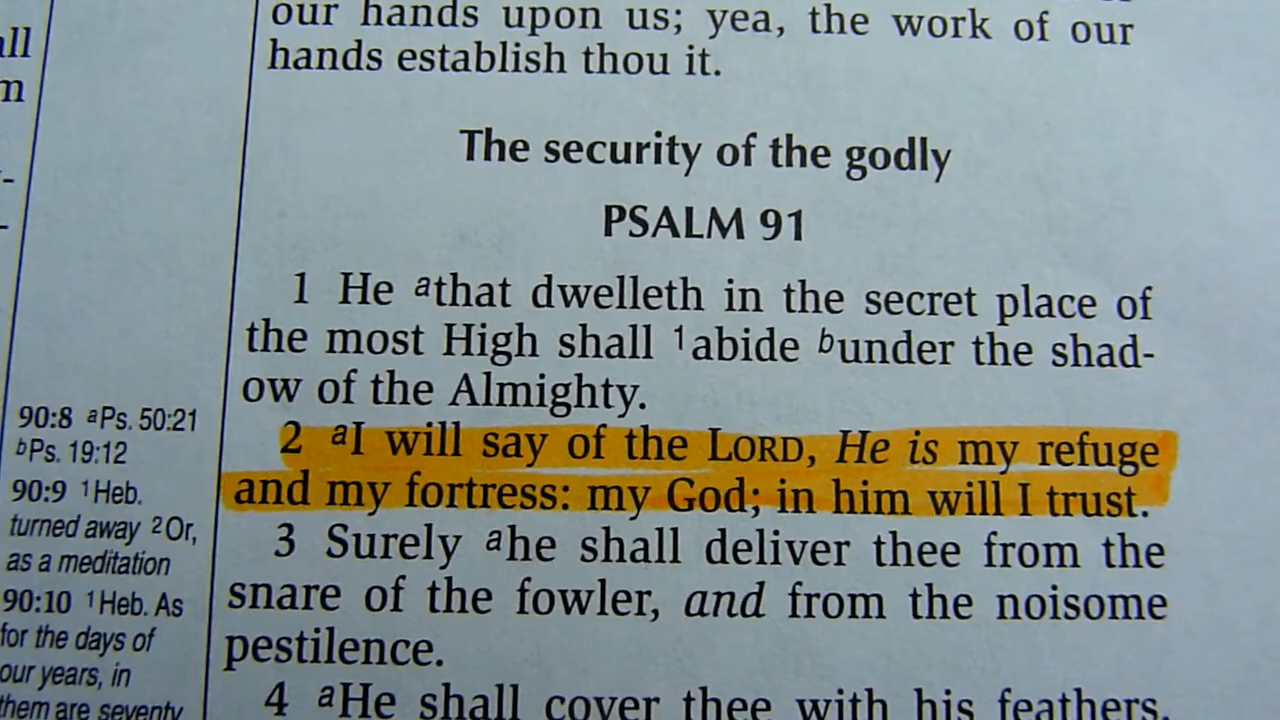 our hands upon us; yea, the work of our
hands establish thou it.
The security of the godly
PSALM 91
1 He athat dwelleth in the secret place of
the most High shall 1abide bunder the shad-
ow of the Almighty.
2 aI will say of the LORD, He is my refuge
and my fortress: my God; in him will I trust.
3 Surely ahe shall deliver thee from the
snare of the fowler, and from the noisome
pestilence.
4 aHe shall cover thee with his feathers,
90:8 aPs. 50:21
bPs. 19:12
90:9 1Heb.
turned away 2Or,
as a meditation
90:10 1Heb. As
for the days of
our years, in
them are seventy